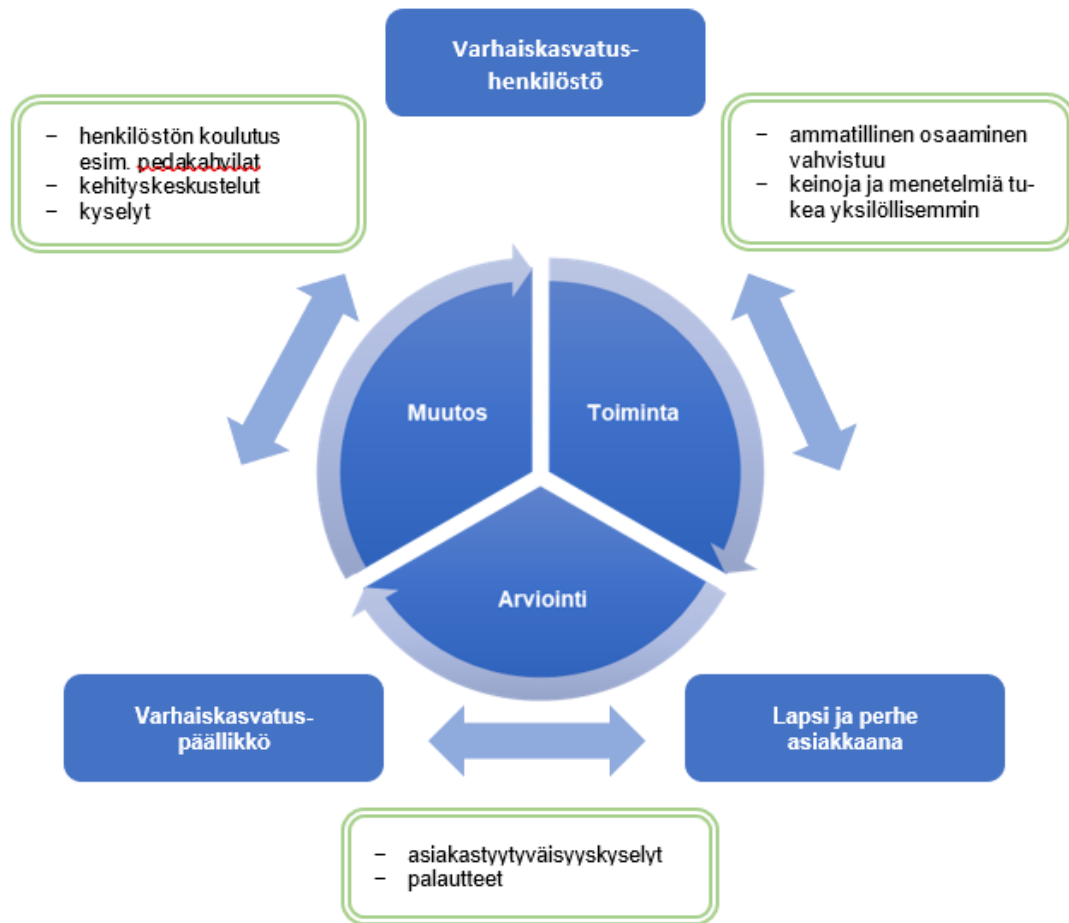 Varhaiskasvatus-
henkilöstö
− henkilöstön koulutus
esim. pedakahvilat
− kehityskeskustelut
− kyselyt
− ammatillinen osaaminen
vahvistuu
− keinoja ja menetelmiä tu-
kea yksilöllisemmin
Muutos
Toiminta
Arviointi
Varhaiskasvatus-
päällikkö
Lapsi ja perhe
asiakkaana
− asiakastyytyväisyyskyselyt
− palautteet